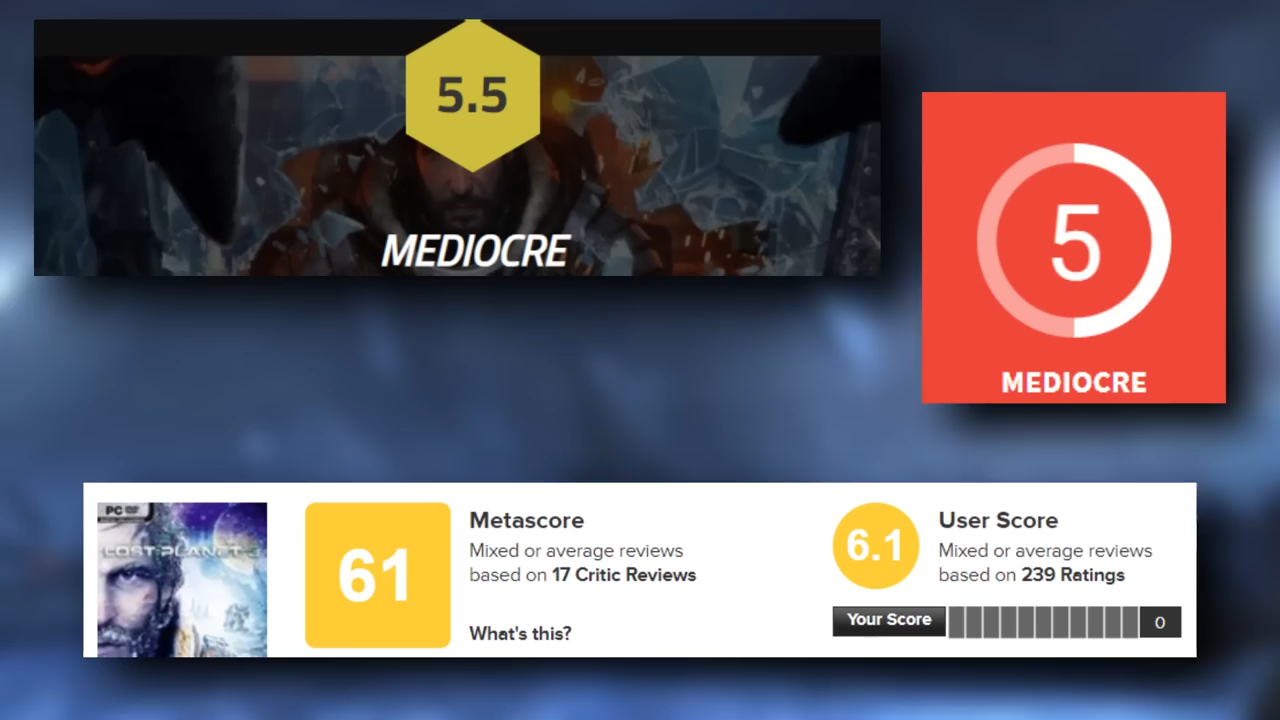 5.5
MEDIOCRE
5
MEDIOCRE
PC DVD
LOST PLANET 3
61
Metascore
Mixed or average reviews
based on 17 Critic Reviews
What's this?
6.1
User Score
Mixed or average reviews
based on 239 Ratings
Your Score
0